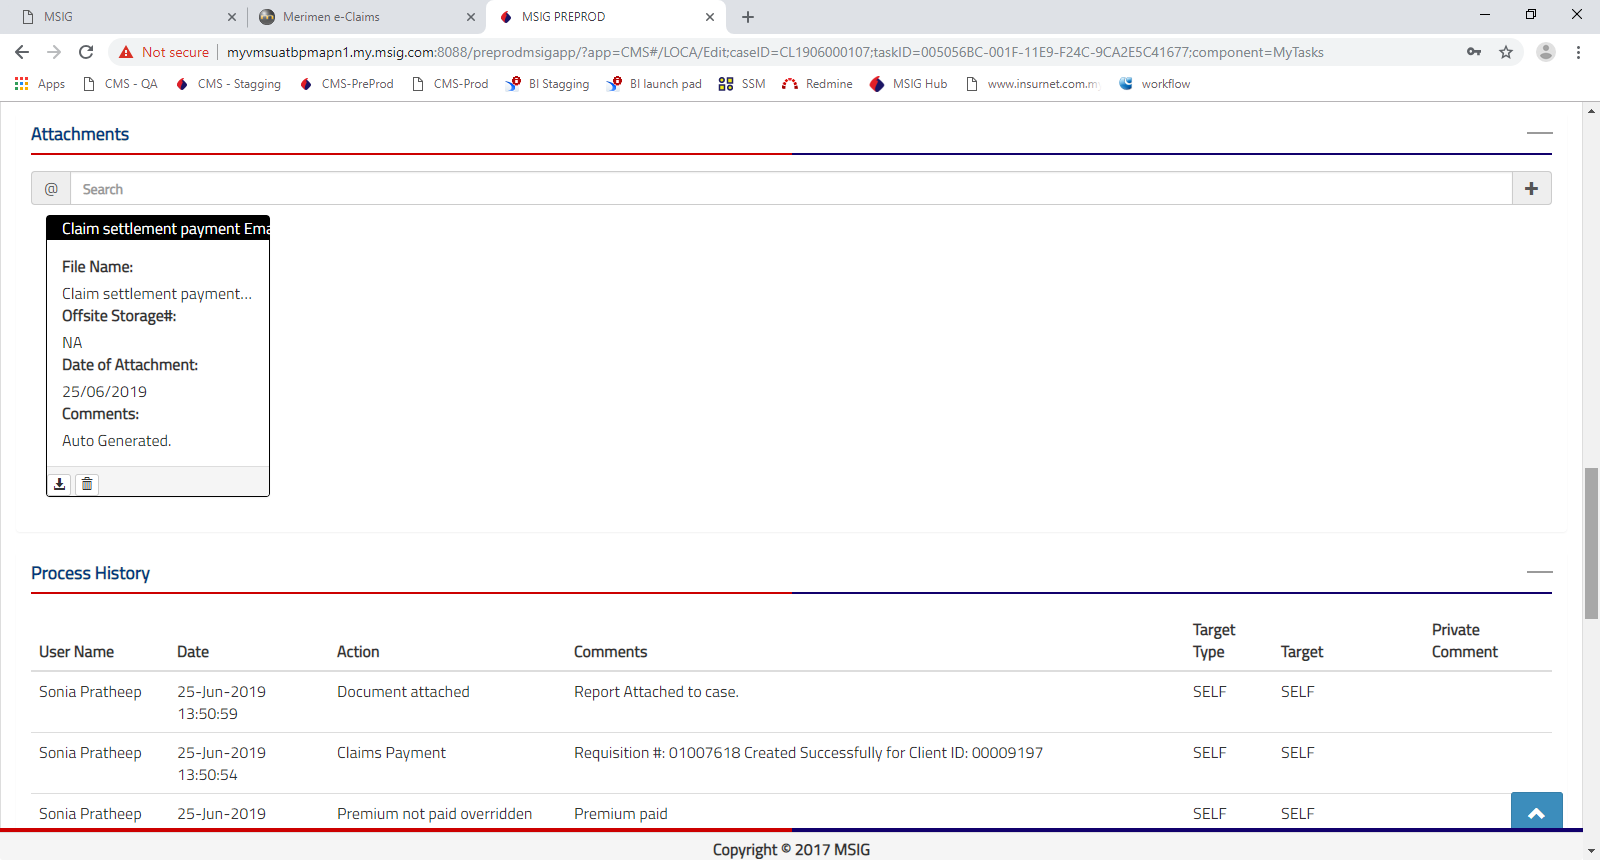 MSIG
Merimen e-Claims
MSIG PREPROD
Not secure
myvmsuatbpmapn1.my.msig.com:8088/preprodmsigapp/?app=CMS#/LOCA/Edit;caseID=CL1906000107;taskID=005056BC-001F-11E9-F24C-9CA2E5C41677;component=MyTasks
Apps
CMS - QA
CMS - Stagging
CMS-PreProd
CMS-Prod
BI Stagging
BI launch pad
SSM
Redmine
MSIG Hub
www.insurnet.com.m
workflow
Attachments
@ Search
Claim settlement payment Ema
File Name:
Claim settlement payment...
Offsite Storage#:
NA
Date of Attachment:
25/06/2019
Comments:
Auto Generated.
Process History
User Name Date Action Comments Target Type Target Private Comment
Sonia Pratheep 25-Jun-2019 13:50:59 Document attached Report Attached to case. SELF SELF
Sonia Pratheep 25-Jun-2019 13:50:54 Claims Payment Requisition #: 01007618 Created Successfully for Client ID: 00009197 SELF SELF
Sonia Pratheep 25-Jun-2019 Premium not paid overridden Premium paid SELF SELF
Copyright © 2017 MSIG